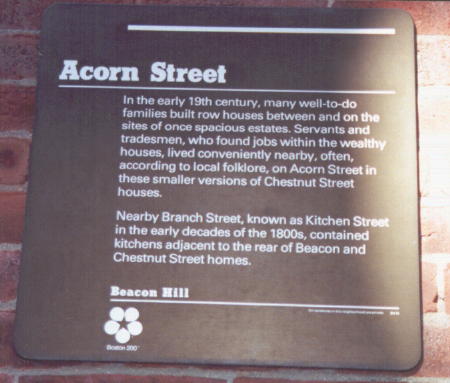 Acorn Street
In the early 19th century, many well-to-do
families built row houses between and on the
sites of once spacious estates. Servants and
tradesmen, who found jobs within the wealthy
houses, lived conveniently nearby, often,
according to local folklore, on Acorn Street in
these smaller versions of Chestnut Street
houses.
Nearby Branch Street, known as Kitchen Street
in the early decades of the 1800s, contained
kitchens adjacent to the rear of Beacon and
Chestnut Street homes.
Beacon Hill
Boston 200